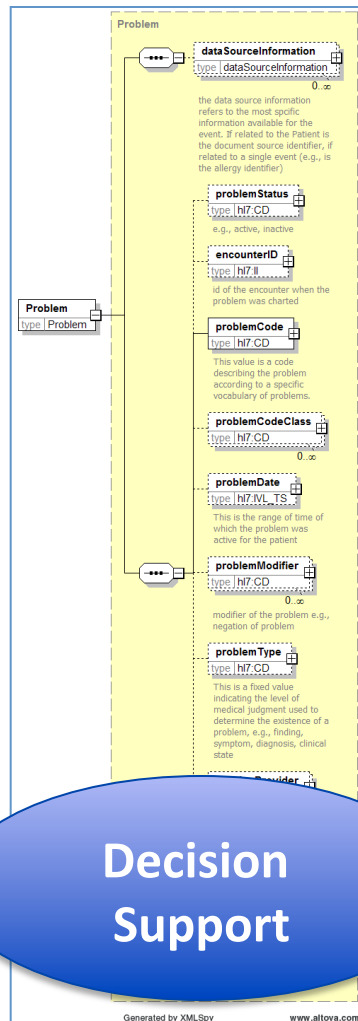 Problem
dataSourceInformation
type dataSourceInformation
0..∞
the data source information
refers to the most spcific
information available for the
event. If related to the Patient is
the document source identifier, if
related to a single event (e.g., is
the allergy identifier)
problemStatus
type hl7:CD
e.g., active, inactive
encounterID
type hl7:II
id of the encounter when the
problem was charted
Problem
type Problem
problemCode
type hl7:CD
This value is a code
describing the problem
according to a specific
vocabulary of problems.
problemCodeClass
type hl7:CD
0..∞
problemDate
type hl7:IVL_TS
This is the range of time of
which the problem was
active for the patient
problemModifier
type hl7:CD
0..∞
modifier of the problem e.g.,
negation of problem
problemType
type hl7:CD
This is a fixed value
indicating the level of
medical judgment used to
determine the existence of a
problem, e.g., finding,
symptom, diagnosis, clinical
state
Decision
Support
Generated by XMLSpy
www.altova.com